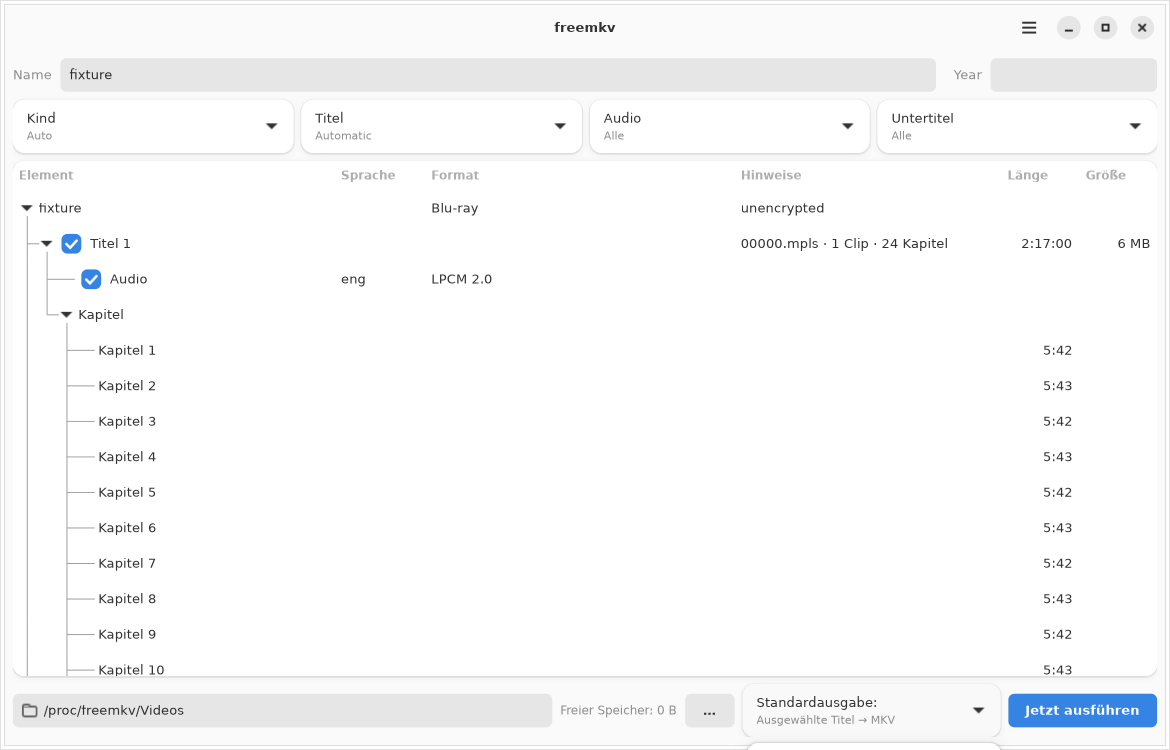 freemkv
Name fixture Year
Kind Titel Audio Untertitel
Auto Automatic Alle Alle
Element Sprache Format Hinweise Länge Größe
fixture Blu-ray unencrypted
Titel 1 00000.mpls · 1 Clip · 24 Kapitel 2:17:00 6 MB
Audio eng LPCM 2.0
Kapitel
Kapitel 1 5:42
Kapitel 2 5:43
Kapitel 3 5:42
Kapitel 4 5:43
Kapitel 5 5:42
Kapitel 6 5:43
Kapitel 7 5:42
Kapitel 8 5:43
Kapitel 9 5:42
Kapitel 10 5:43
/proc/freemkv/Videos Freier Speicher: 0 B ... Standardausgabe: Jetzt ausführen
Ausgewählte Titel → MKV